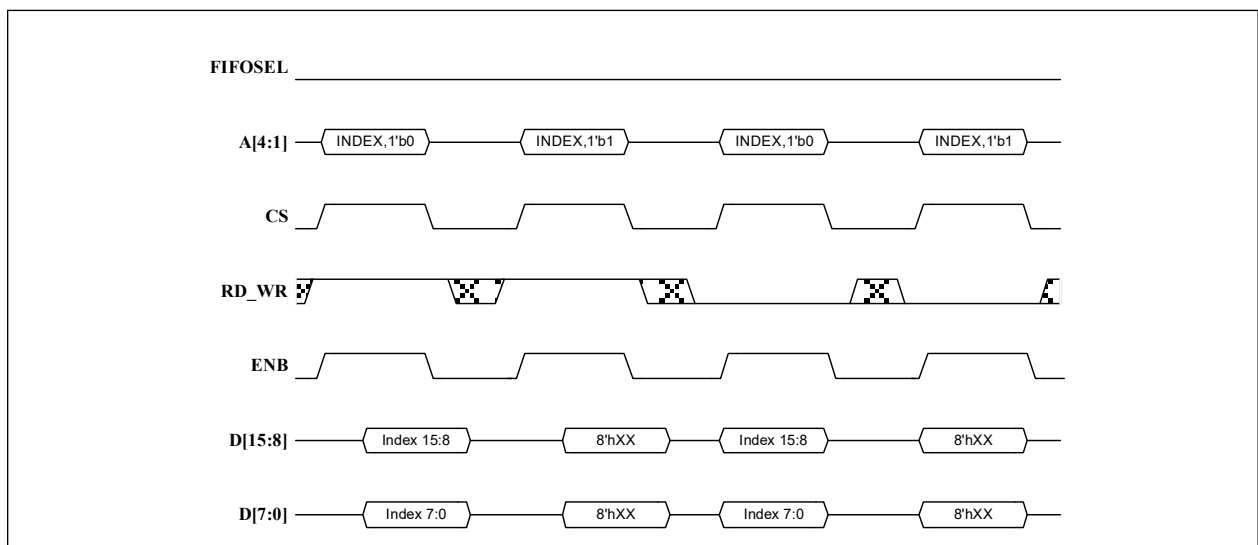 FIFOSEL
A[4:1] INDEX,1'b0 INDEX,1'b1 INDEX,1'b0 INDEX,1'b1
CS
RD_WR
ENB
D[15:8] Index 15:8 8'hXX Index 15:8 8'hXX
D[7:0] Index 7:0 8'hXX Index 7:0 8'hXX